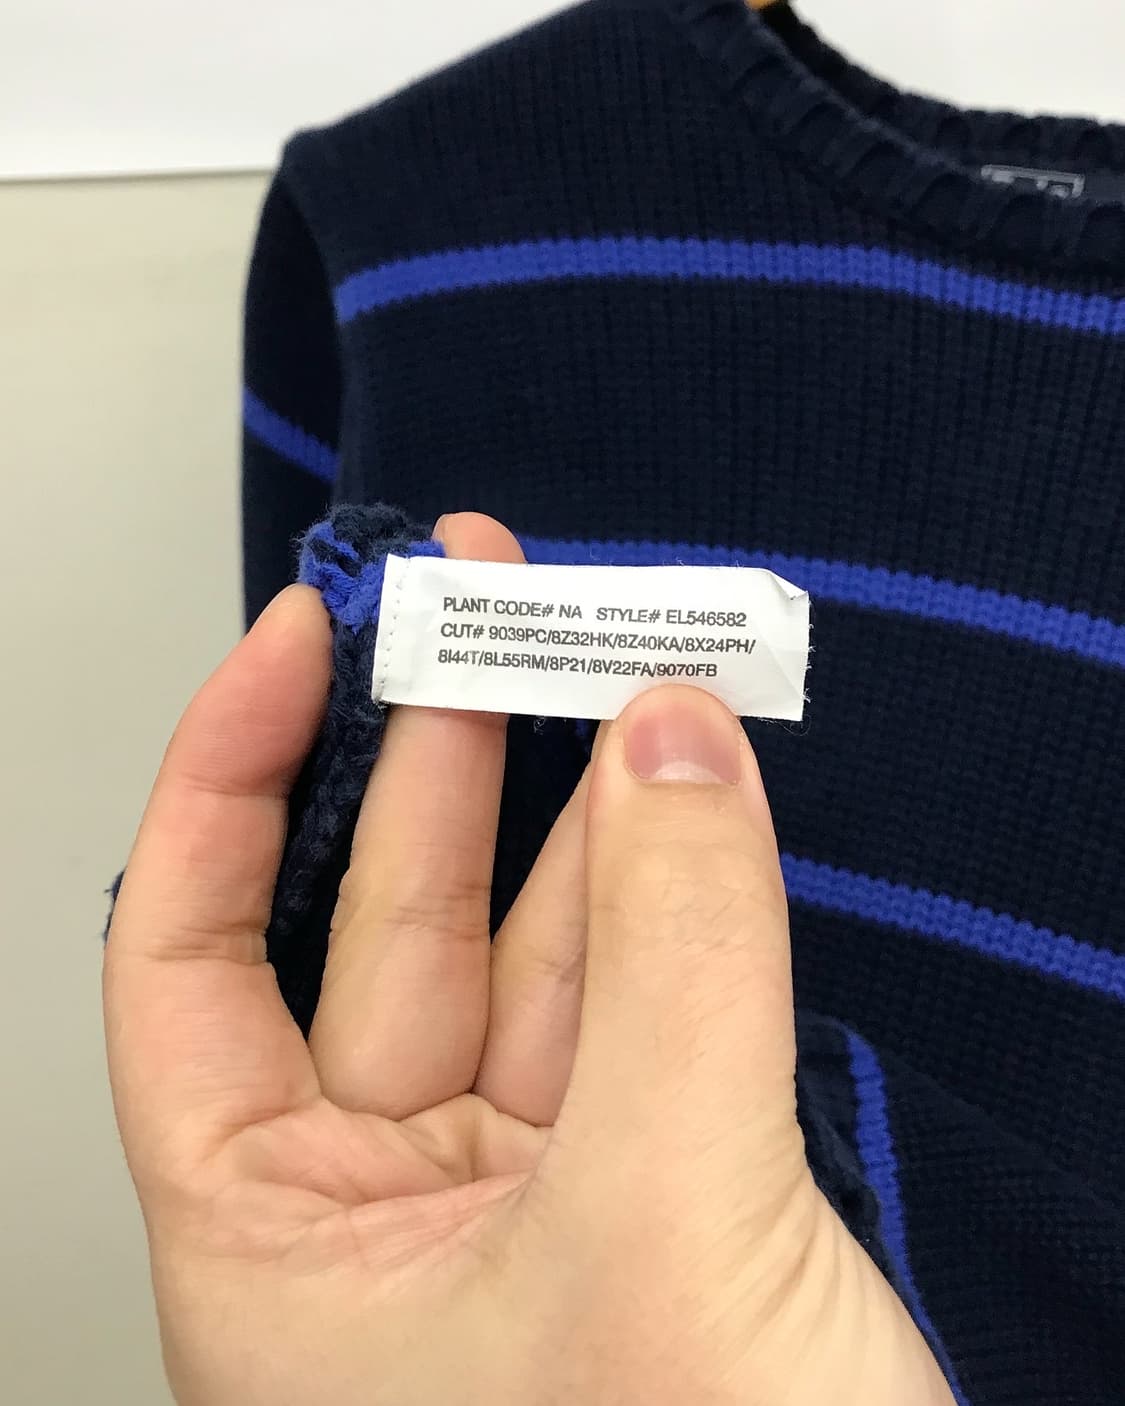 PLANT CODE# NA STYLE# EL546582
CUT# 9039PC/8Z32HK/8Z40KA/8X24PH/
8I44T/8L55RM/8P21/8V22FA/9070FB